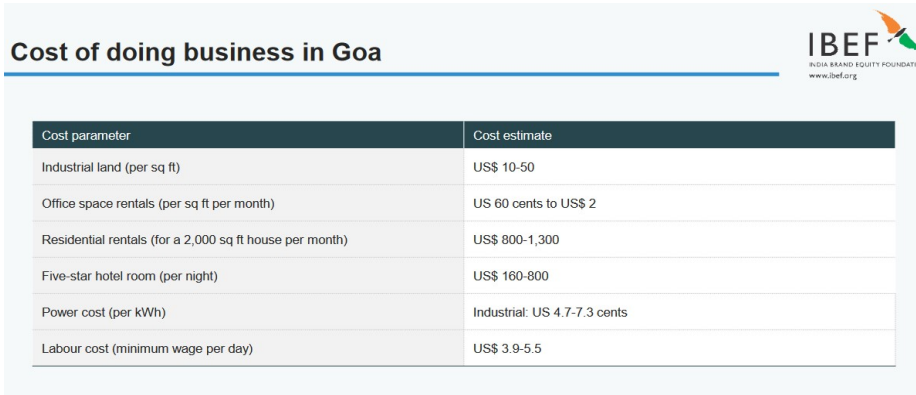 Cost of doing business in Goa
IBEF
INDIA BRAND EQUITY FOUNDATI
www.ibef.org
Cost parameter Cost estimate
Industrial land (per sq ft) US$ 10-50
Office space rentals (per sq ft per month) US 60 cents to US$ 2
Residential rentals (for a 2,000 sq ft house per month) US$ 800-1,300
Five-star hotel room (per night) US$ 160-800
Power cost (per kWh) Industrial: US 4.7-7.3 cents
Labour cost (minimum wage per day) US$ 3.9-5.5